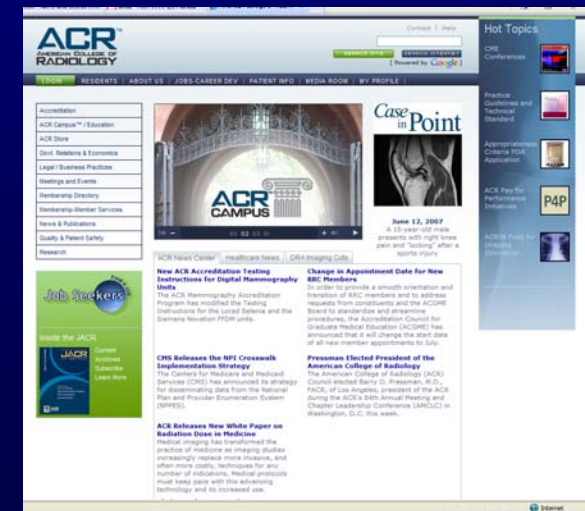 ACR™
AMERICAN COLLEGE OF
RADIOLOGY
Contact | Help
SEARCH SITE
SEARCH INTERNET
[ Powered by Google ]
LOGIN RESIDENTS | ABOUT US | JOBS-CAREER DEV | PATIENT INFO | MEDIA ROOM | MY PROFILE |
Accreditation
ACR Campus™ / Education
ACR Store
Govt. Relations & Economics
Legal / Business Practices
Meetings and Events
Membership Directory
Membership-Member Services
News & Publications
Quality & Patient Safety
Research
Job Seekers
Inside the JACR
JACR
Current
Archives
Subscribe
Learn More
ACR
CAMPUS
Case
in Point
June 12, 2007
A 15-year-old male
presents with right knee
pain and "locking" after a
sports injury
ACR News Center
Healthcare News
DRA Imaging Cuts
New ACR Accreditation Testing
Instructions for Digital Mammography
Units
The ACR Mammography Accreditation
Program has modified the Testing
Instructions for the Lorad Selenia and the
Siemens Novation FFDM units.
CMS Releases the NPI Crosswalk
Implementation Strategy
The Centers for Medicare and Medicaid
Services (CMS) has announced its strategy
for disseminating data from the National
Plan and Provider Enumeration System
(NPPES).
ACR Releases New White Paper on
Radiation Dose in Medicine
Medical imaging has transformed the
practice of medicine as imaging studies
increasingly replace more invasive, and
often more costly, techniques for any
number of indications. Medical protocols
must keep pace with this advancing
technology and its increased use.
Change in Appointment Date for New
RRC Members
In order to provide a smooth orientation and
transition of RRC members and to address
requests from constituents and the ACGME
Board to standardize and streamline
procedures, the Accreditation Council for
Graduate Medical Education (ACGME) has
announced that it will change the start date
of all new member appointments to July.
Pressman Elected President of the
American College of Radiology
The American College of Radiology (ACR)
Council elected Barry D. Pressman, M.D.,
FACR, of Los Angeles, president of the ACR
during the ACR's 84th Annual Meeting and
Chapter Leadership Conference (AMCLC) in
Washington, D.C. this week.
Hot Topics
CME
Conferences
Practice
Guidelines and
Technical
Standard
Appropriateness
Criteria PDA
Application
ACR Pay for
Performance
Initiatives
P4P
Internet